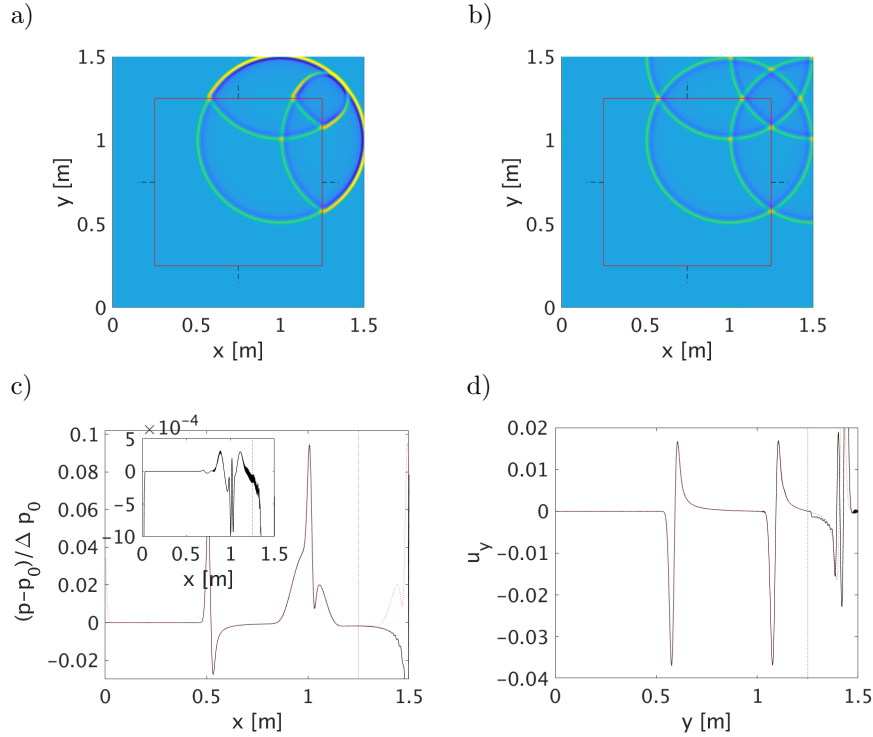 a)
b)
1.5
1
0.5
0
y [m]
0 0.5 1 1.5
x [m]
1.5
1
0.5
0
y [m]
0 0.5 1 1.5
x [m]
c)
d)
0.1
0.08
0.06
0.04
0.02
0
-0.02
(p-p0)/Δ p0
×10-4
5
0
-5
-10
0 0.5 1 1.5
x [m]
0 0.5 1 1.5
x [m]
0.02
0.01
0
-0.01
-0.02
-0.03
-0.04
uy
0 0.5 1 1.5
y [m]